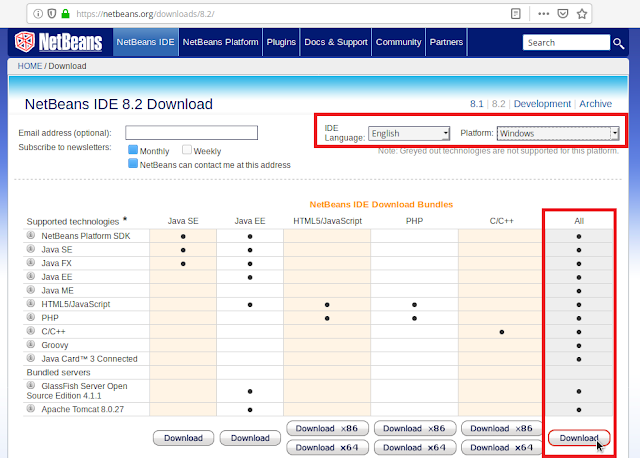 https://netbeans.org/downloads/8.2/
NetBeans
NetBeans IDE NetBeans Platform Plugins Docs & Support Community Partners Search
HOME / Download
NetBeans IDE 8.2 Download
8.1 | 8.2 | Development | Archive
Email address (optional):
IDE Language: English Platform: Windows
Subscribe to newsletters: Monthly Weekly
Note: Greyed out technologies are not supported for this platform.
NetBeans can contact me at this address
NetBeans IDE Download Bundles
Supported technologies * Java SE Java EE HTML5/JavaScript PHP C/C++ All
NetBeans Platform SDK
Java SE
Java FX
Java EE
Java ME
HTML5/JavaScript
PHP
C/C++
Groovy
Java Card™ 3 Connected
Bundled servers
GlassFish Server Open
Source Edition 4.1.1
Apache Tomcat 8.0.27
Download x86 Download x86 Download x86
Download Download Download
Download x64 Download x64 Download x64